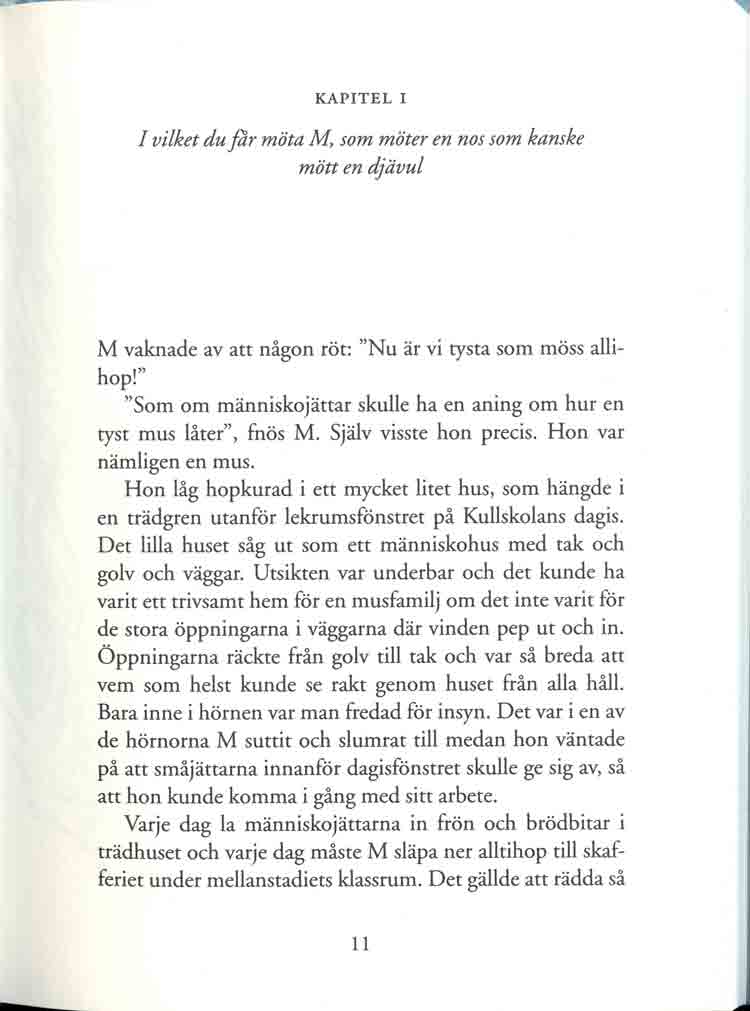 KAPITEL I
I vilket du får möta M, som möter en nos som kanske
mött en djävul
M vaknade av att någon röt: ”Nu är vi tysta som möss alli-
hop!”
”Som om människojättar skulle ha en aning om hur en
tyst mus låter”, fnös M. Själv visste hon precis. Hon var
nämligen en mus.
Hon låg hopkurad i ett mycket litet hus, som hängde i
en trädgren utanför lekrumsfönstret på Kullskolans dagis.
Det lilla huset såg ut som ett människohus med tak och
golv och väggar. Utsikten var underbar och det kunde ha
varit ett trivsamt hem för en musfamilj om det inte varit för
de stora öppningarna i väggarna där vinden pep ut och in.
Öppningarna räckte från golv till tak och var så breda att
vem som helst kunde se rakt genom huset från alla håll.
Bara inne i hörnen var man fredad för insyn. Det var i en av
de hörnorna M suttit och slumrat till medan hon väntade
på att småjättarna innanför dagisfönstret skulle ge sig av, så
att hon kunde komma i gång med sitt arbete.
Varje dag la människojättarna in frön och brödbitar i
trädhuset och varje dag måste M släpa ner alltihop till skaf-
feriet under mellanstadiets klassrum. Det gällde att rädda så
11